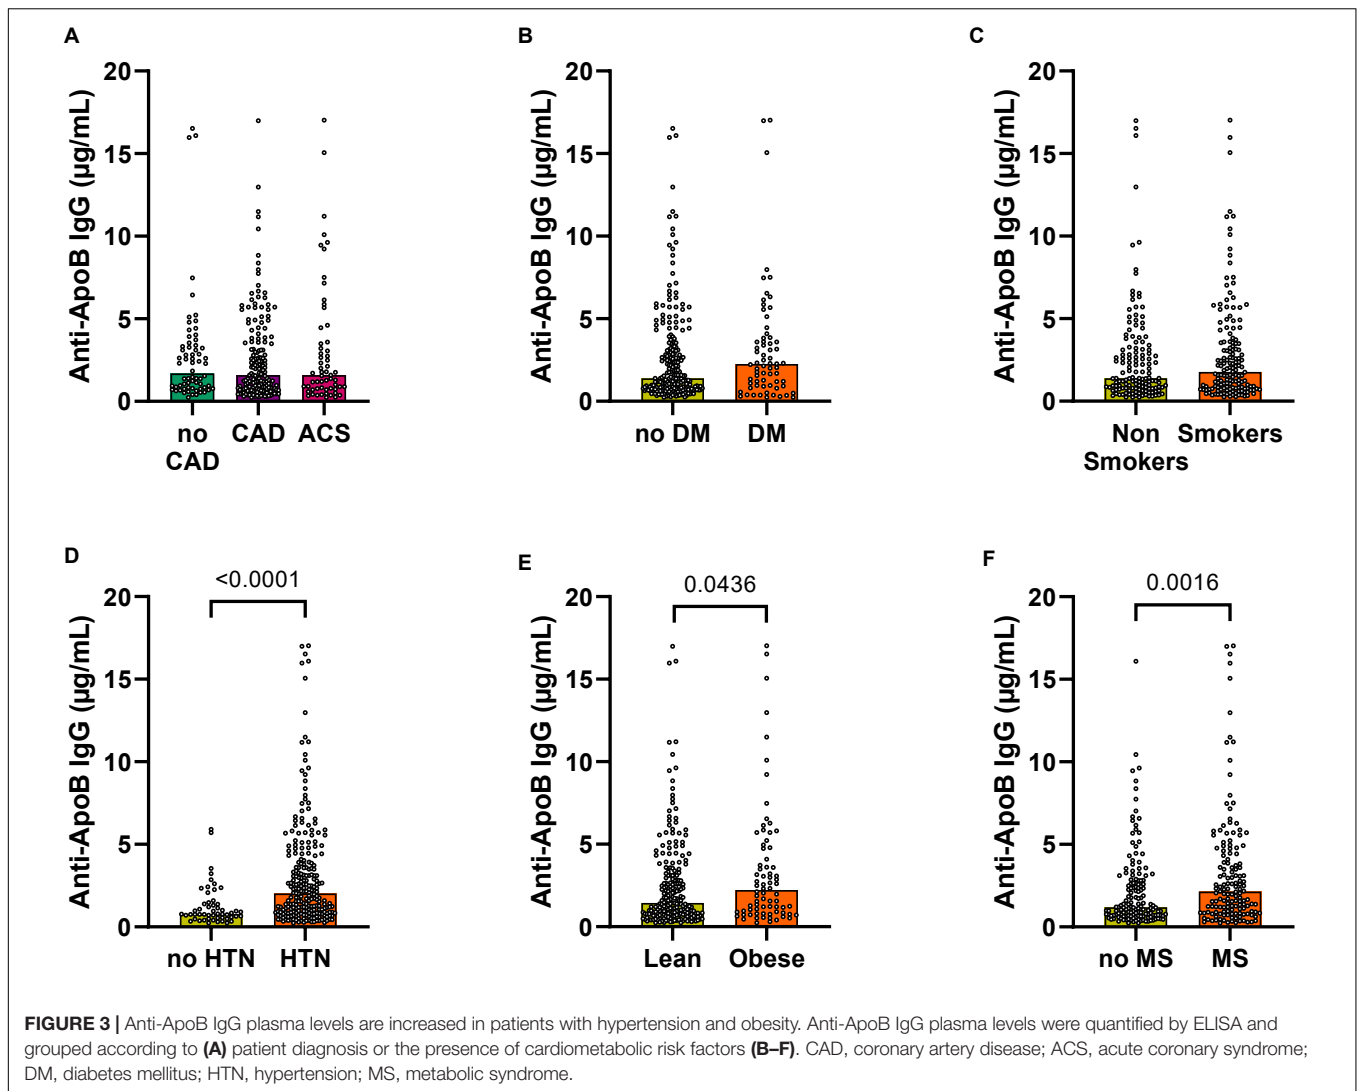 A
B
C
Anti-ApoB IgG (µg/mL)
20
15
10
5
0
no CAD ACS
CAD
Anti-ApoB IgG (µg/mL)
20
15
10
5
0
no DM DM
Anti-ApoB IgG (µg/mL)
20
15
10
5
0
Non Smokers
Smokers
D
E
F
<0.0001
Anti-ApoB IgG (µg/mL)
20
15
10
5
0
no HTN HTN
0.0436
Anti-ApoB IgG (µg/mL)
20
15
10
5
0
Lean Obese
0.0016
Anti-ApoB IgG (µg/mL)
20
15
10
5
0
no MS MS
FIGURE 3 | Anti-ApoB IgG plasma levels are increased in patients with hypertension and obesity. Anti-ApoB IgG plasma levels were quantified by ELISA and
grouped according to (A) patient diagnosis or the presence of cardiometabolic risk factors (B–F). CAD, coronary artery disease; ACS, acute coronary syndrome;
DM, diabetes mellitus; HTN, hypertension; MS, metabolic syndrome.